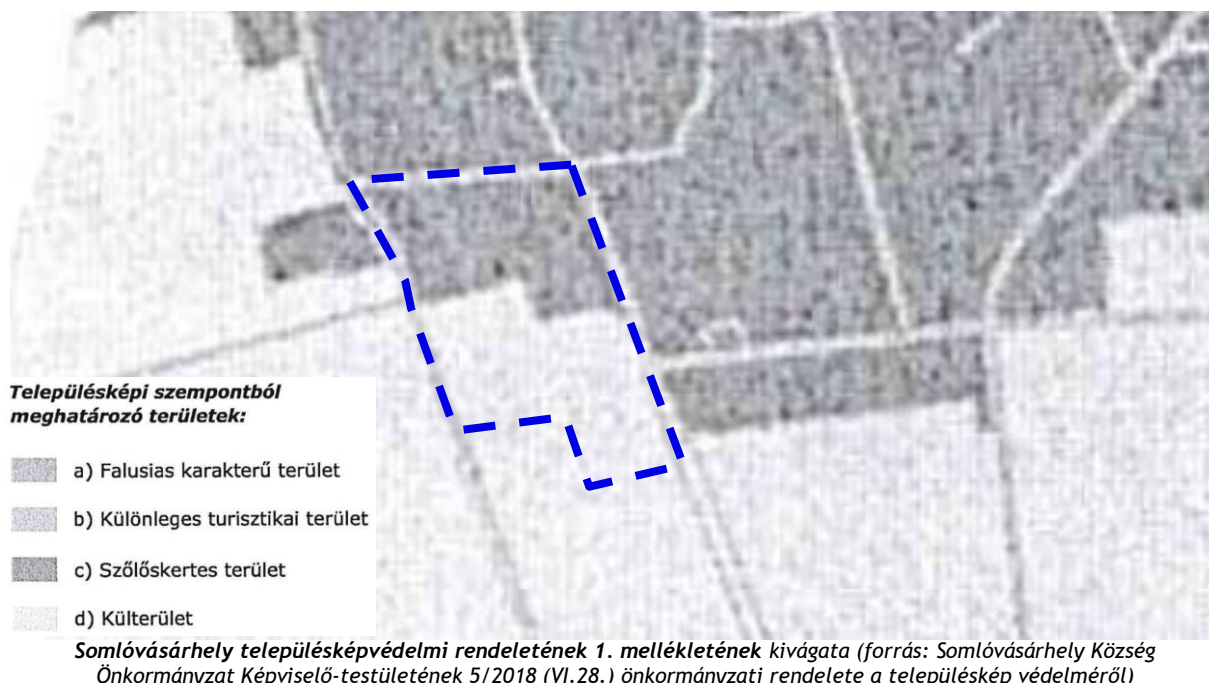 Településképi szempontból
meghatározó területek:
a) Falusias karakterű terület
b) Különleges turisztikai terület
c) Szőlőskertes terület
d) Külterület
Somlóvásárhely településképvédelmi rendeletének 1. mellékletének kivágata (forrás: Somlóvásárhely Község
Önkormányzat Képviselő-testületének 5/2018 (VI.28.) önkormányzati rendelete a településkép védelméről)